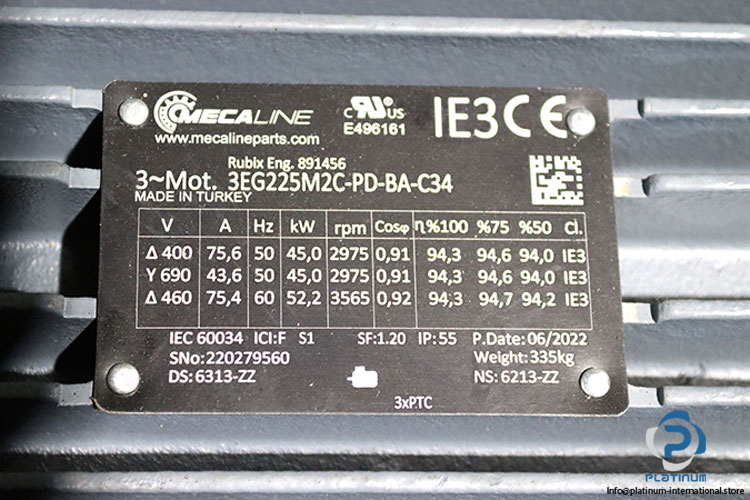 MECALINE
www.mecalineparts.com
c RU US
E496161
IE3 CE
Rubix Eng. 891456
3~Mot. 3EG225M2C-PD-BA-C34
MADE IN TURKEY
V A Hz kW rpm Cosφ η%100 %75 %50 cl.
Δ 400 75,6 50 45,0 2975 0,91 94,3 94,6 94,0 IE3
Y 690 43,6 50 45,0 2975 0,91 94,3 94,6 94,0 IE3
Δ 460 75,4 60 52,2 3565 0,92 94,3 94,7 94,2 IE3
IEC 60034 ICl:F S1 SF:1.20 IP:55 P.Date:06/2022
SNo:220279560 Weight:335kg
DS:6313-ZZ NS:6213-ZZ
3xPTC
PLATINUM
Info@platinum-international.store